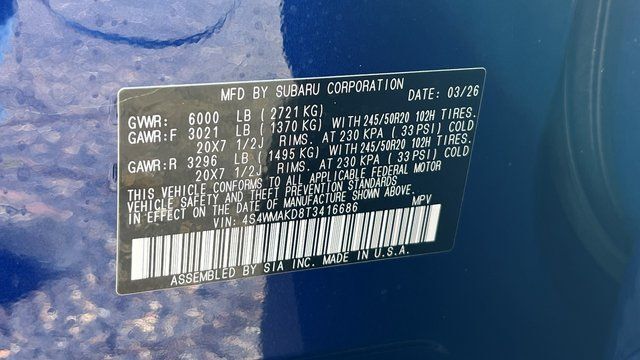 MFD BY SUBARU CORPORATION
DATE: 03/26
GVWR: 6000 LB ( 2721 KG)
GAWR:F 3021 LB ( 1370 KG) WITH 245/50R20 102H TIRES.
20X7 1/2J RIMS. AT 230 KPA ( 33 PSI) COLD
GAWR:R 3296 LB ( 1495 KG) WITH 245/50R20 102H TIRES.
20X7 1/2J RIMS. AT 230 KPA ( 33 PSI) COLD
THIS VEHICLE CONFORMS TO ALL APPLICABLE FEDERAL MOTOR
VEHICLE SAFETY AND THEFT PREVENTION STANDARDS
IN EFFECT ON THE DATE OF MANUFACTURE SHOWN ABOVE.
VIN: 4S4WMAKD8T3416686 MPV
ASSEMBLED BY SIA INC. MADE IN U.S.A.